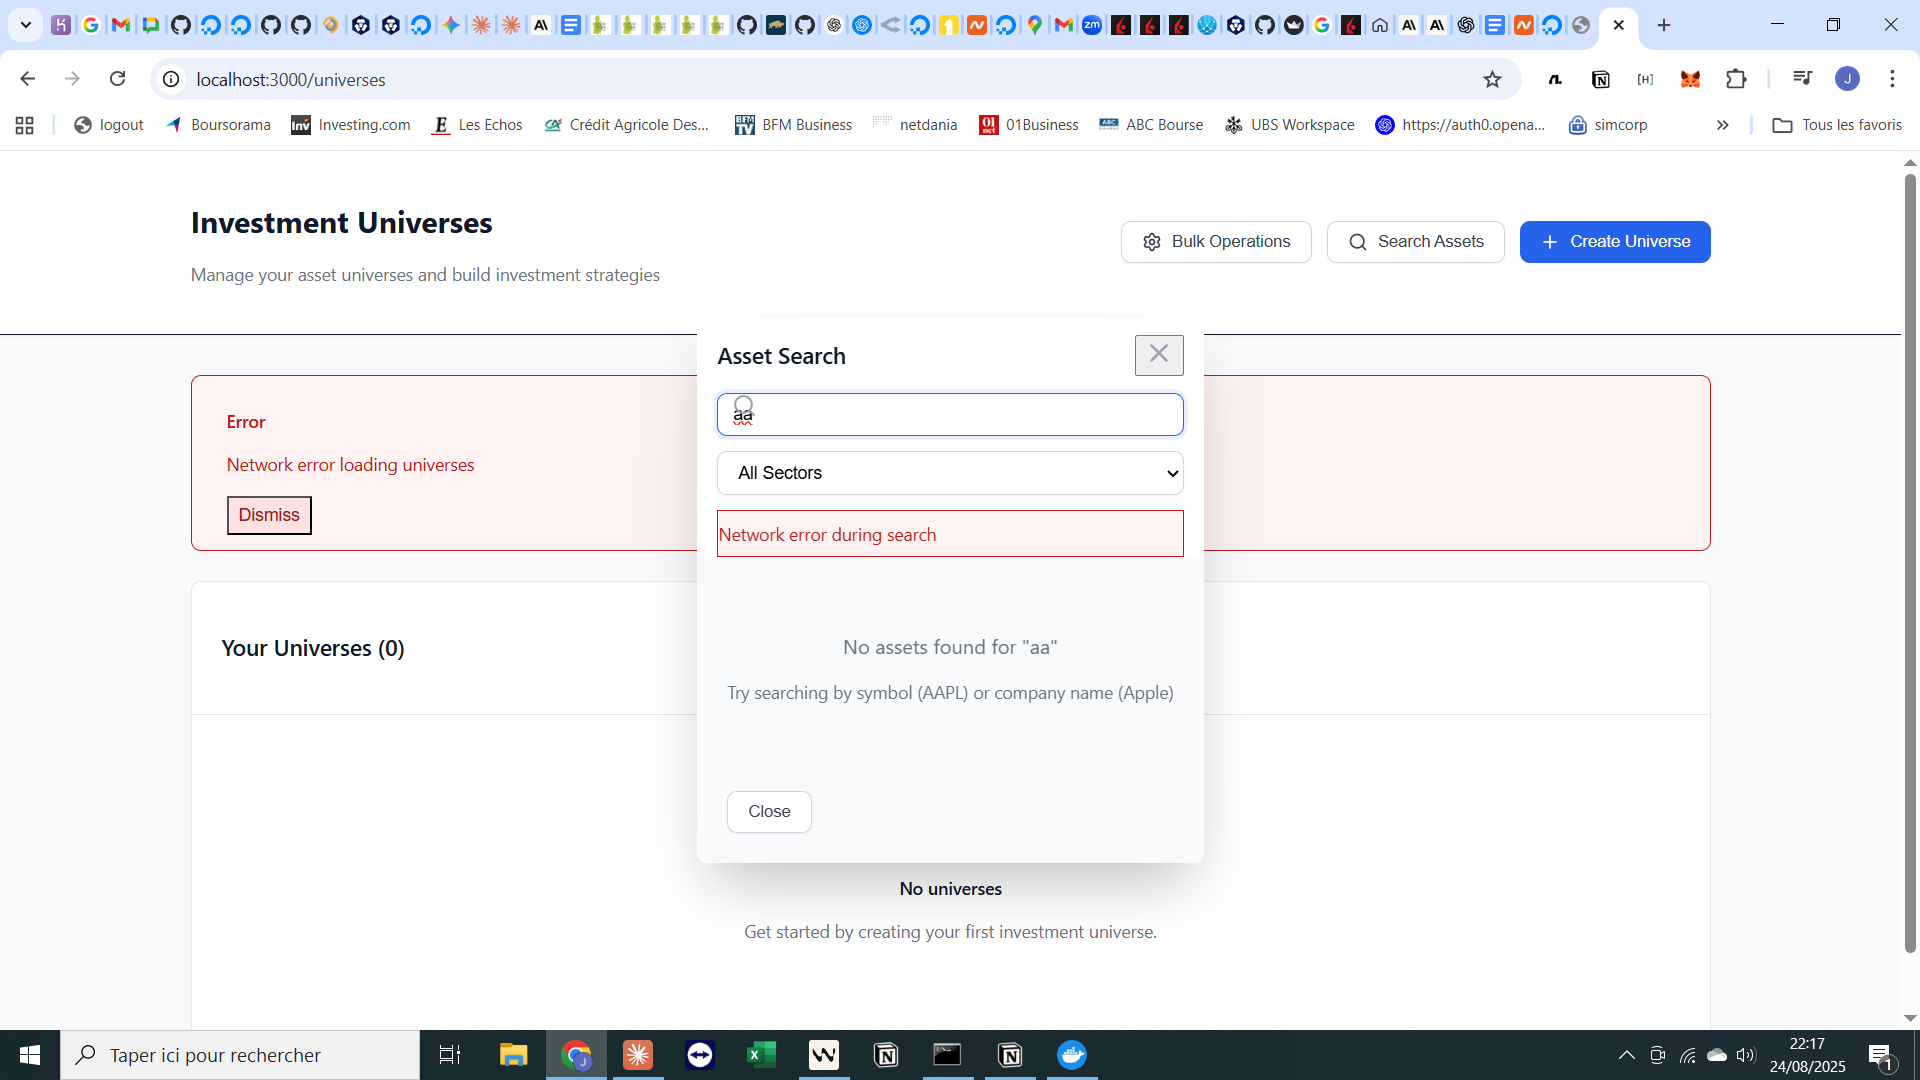 localhost:3000/universes
logout
Boursorama
Investing.com
Les Echos
Crédit Agricole Des...
BFM Business
netdania
01Business
ABC Bourse
UBS Workspace
https://auth0.opena...
simcorp
Tous les favoris
Investment Universes
Manage your asset universes and build investment strategies
Bulk Operations
Search Assets
Create Universe
Asset Search
aa
All Sectors
Network error during search
No assets found for "aa"
Try searching by symbol (AAPL) or company name (Apple)
Close
Error
Network error loading universes
Dismiss
Your Universes (0)
No universes
Get started by creating your first investment universe.
Taper ici pour rechercher
22:17
24/08/2025
1